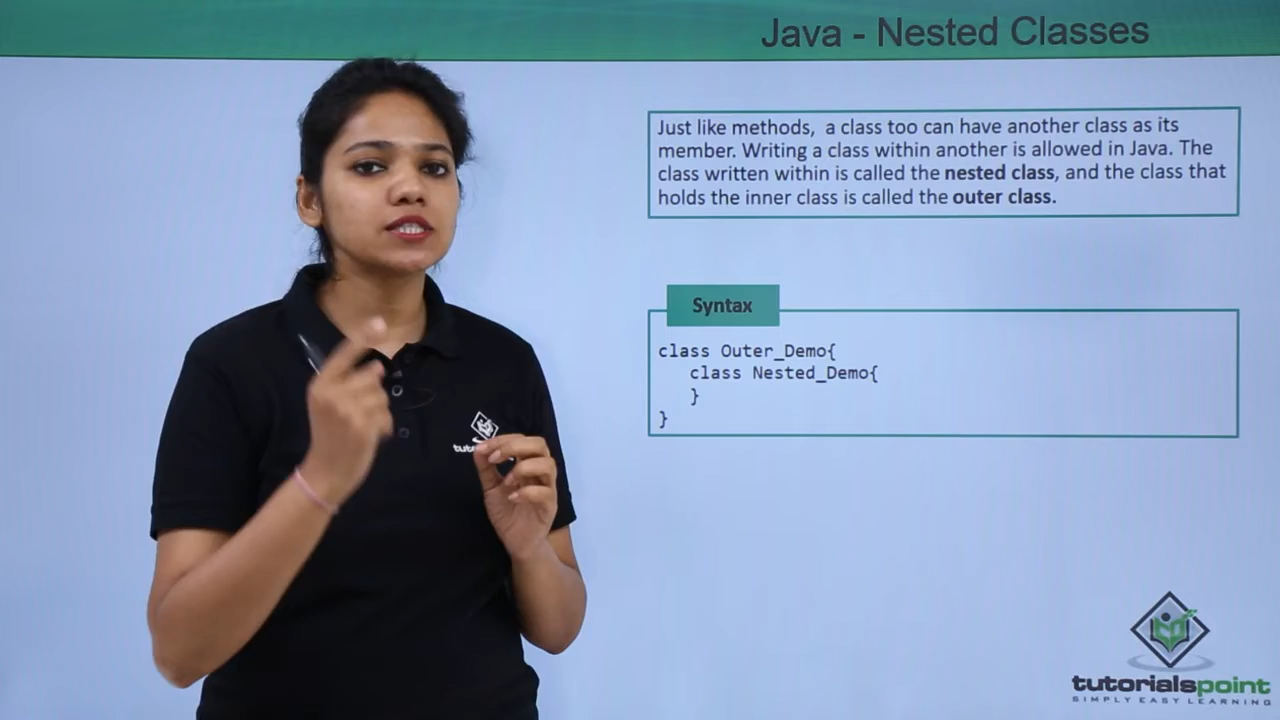 Java - Nested Classes
Just like methods,  a class too can have another class as its
member. Writing a class within another is allowed in Java. The
class written within is called the nested class, and the class that
holds the inner class is called the outer class.
Syntax
class Outer_Demo{
   class Nested_Demo{
   }
}
tutorialspoint
SIMPLY EASY LEARNING